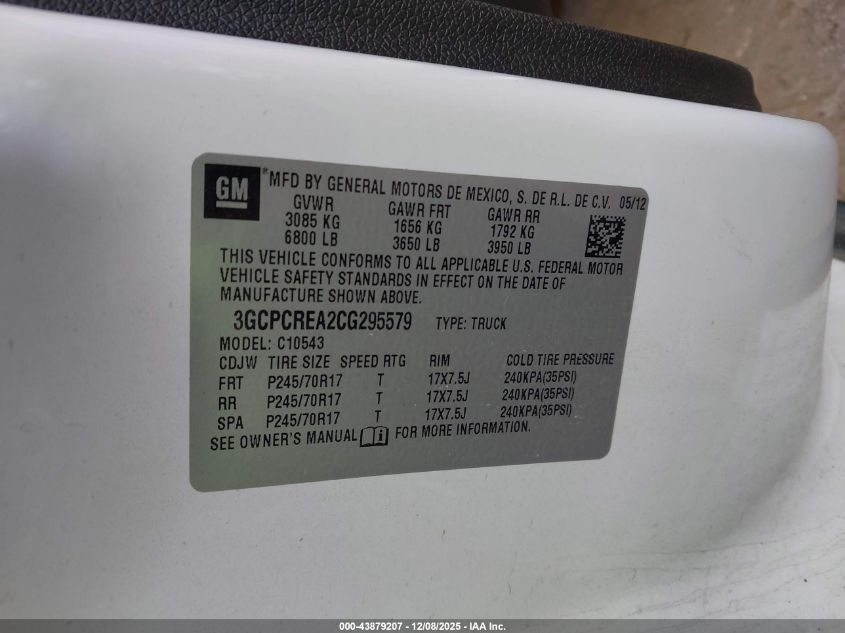 GM
*MFD BY GENERAL MOTORS DE MEXICO, S. DE R.L. DE C.V. 05/12
GVWR GAWR FRT GAWR RR
3085 KG 1656 KG 1792 KG
6800 LB 3650 LB 3950 LB
THIS VEHICLE CONFORMS TO ALL APPLICABLE U.S. FEDERAL MOTOR
VEHICLE SAFETY STANDARDS IN EFFECT ON THE DATE OF
MANUFACTURE SHOWN ABOVE.
3GCPCREA2CG295579 TYPE: TRUCK
MODEL: C10543
CDJW TIRE SIZE SPEED RTG RIM COLD TIRE PRESSURE
FRT P245/70R17 T 17X7.5J 240KPA(35PSI)
RR P245/70R17 T 17X7.5J 240KPA(35PSI)
SPA P245/70R17 T 17X7.5J 240KPA(35PSI)
SEE OWNER'S MANUAL FOR MORE INFORMATION.
000-43879207 - 12/08/2025 - IAA Inc.